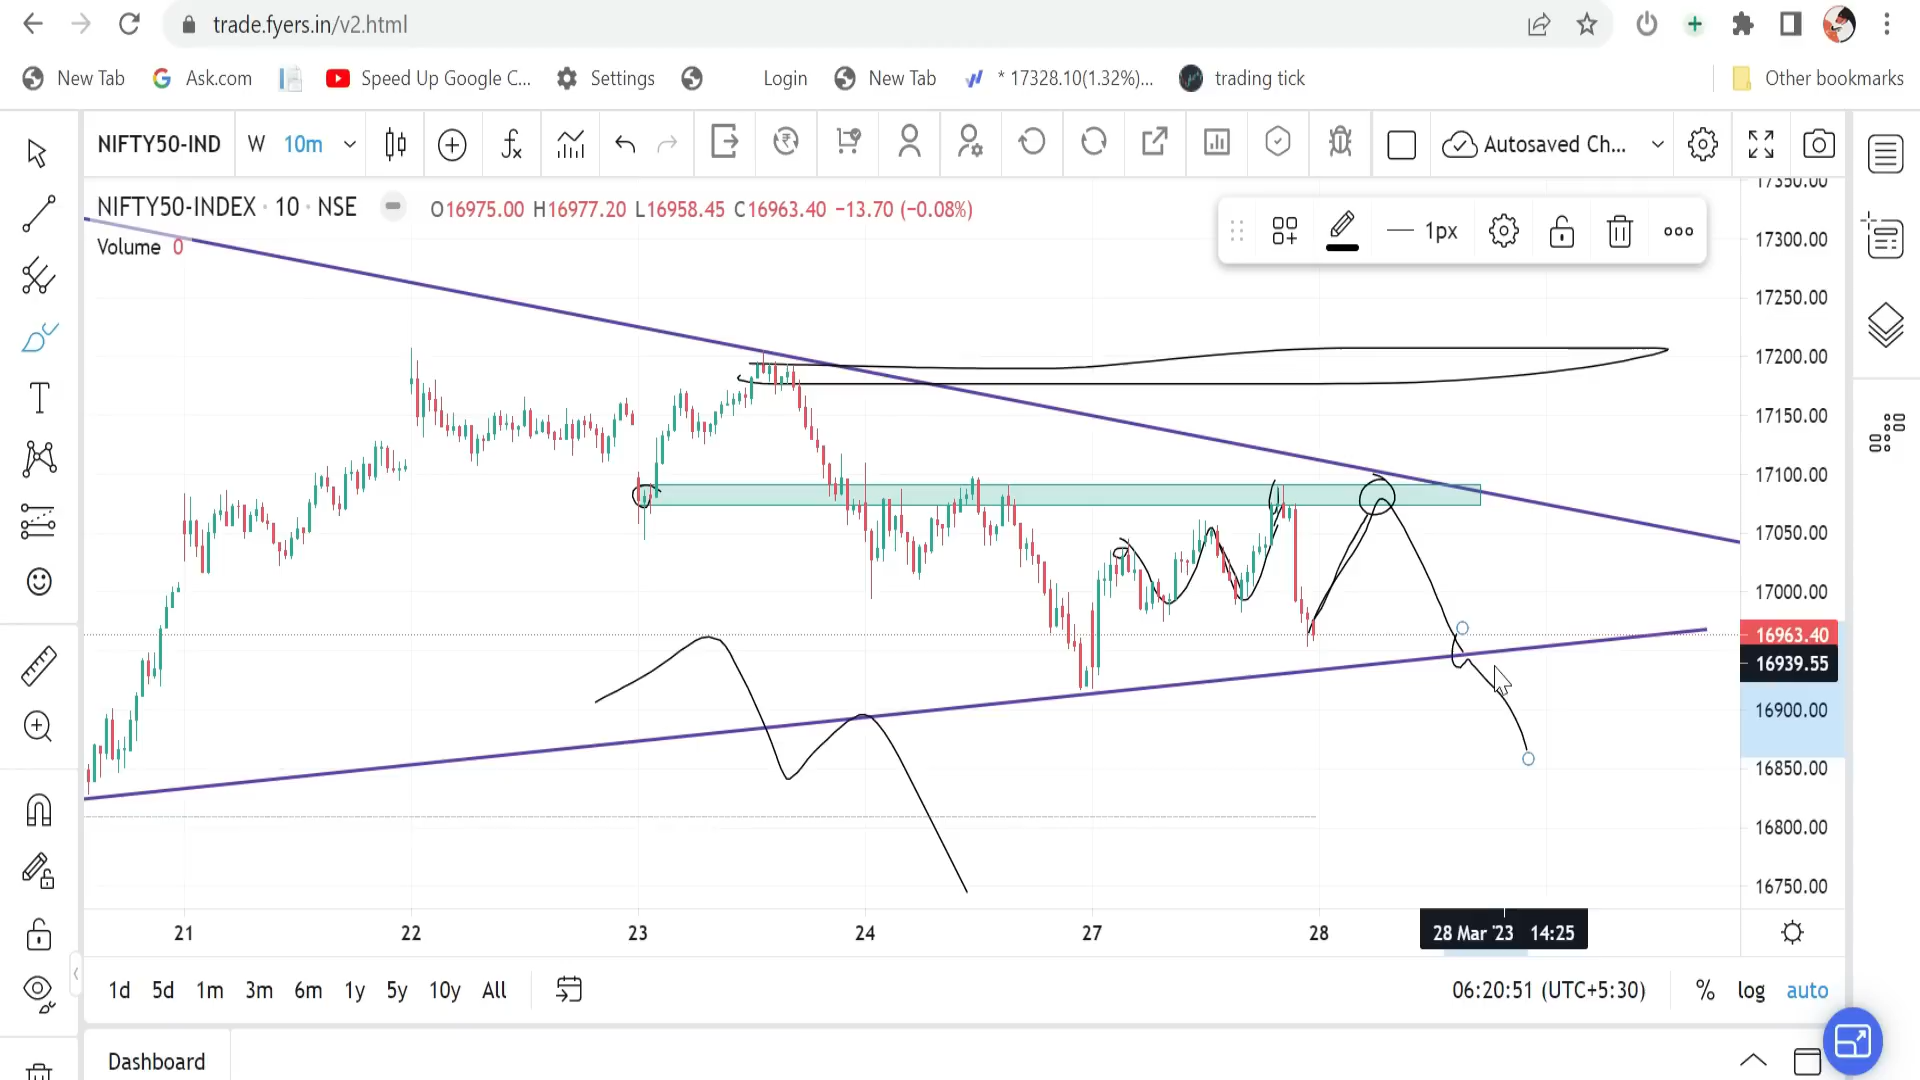 trade.fyers.in/v2.html
New Tab Ask.com Speed Up Google C... Settings Login New Tab * 17328.10(1.32%)... trading tick Other bookmarks
NIFTY50-IND W 10m Autosaved Ch...
NIFTY50-INDEX · 10 · NSE O16975.00 H16977.20 L16958.45 C16963.40 −13.70 (−0.08%)
Volume 0
1px
17350.00
17300.00
17250.00
17200.00
17150.00
17100.00
17050.00
17000.00
16963.40
16939.55
16900.00
16850.00
16800.00
16750.00
21 22 23 24 27 28 28 Mar '23 14:25
1d 5d 1m 3m 6m 1y 5y 10y All 06:20:51 (UTC+5:30) % log auto
Dashboard